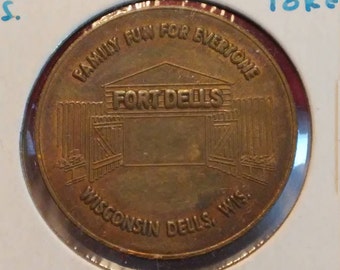 S.
FAMILY FUN FOR EVERYONE
FORT DELLS
WISCONSIN DELLS, WIS.